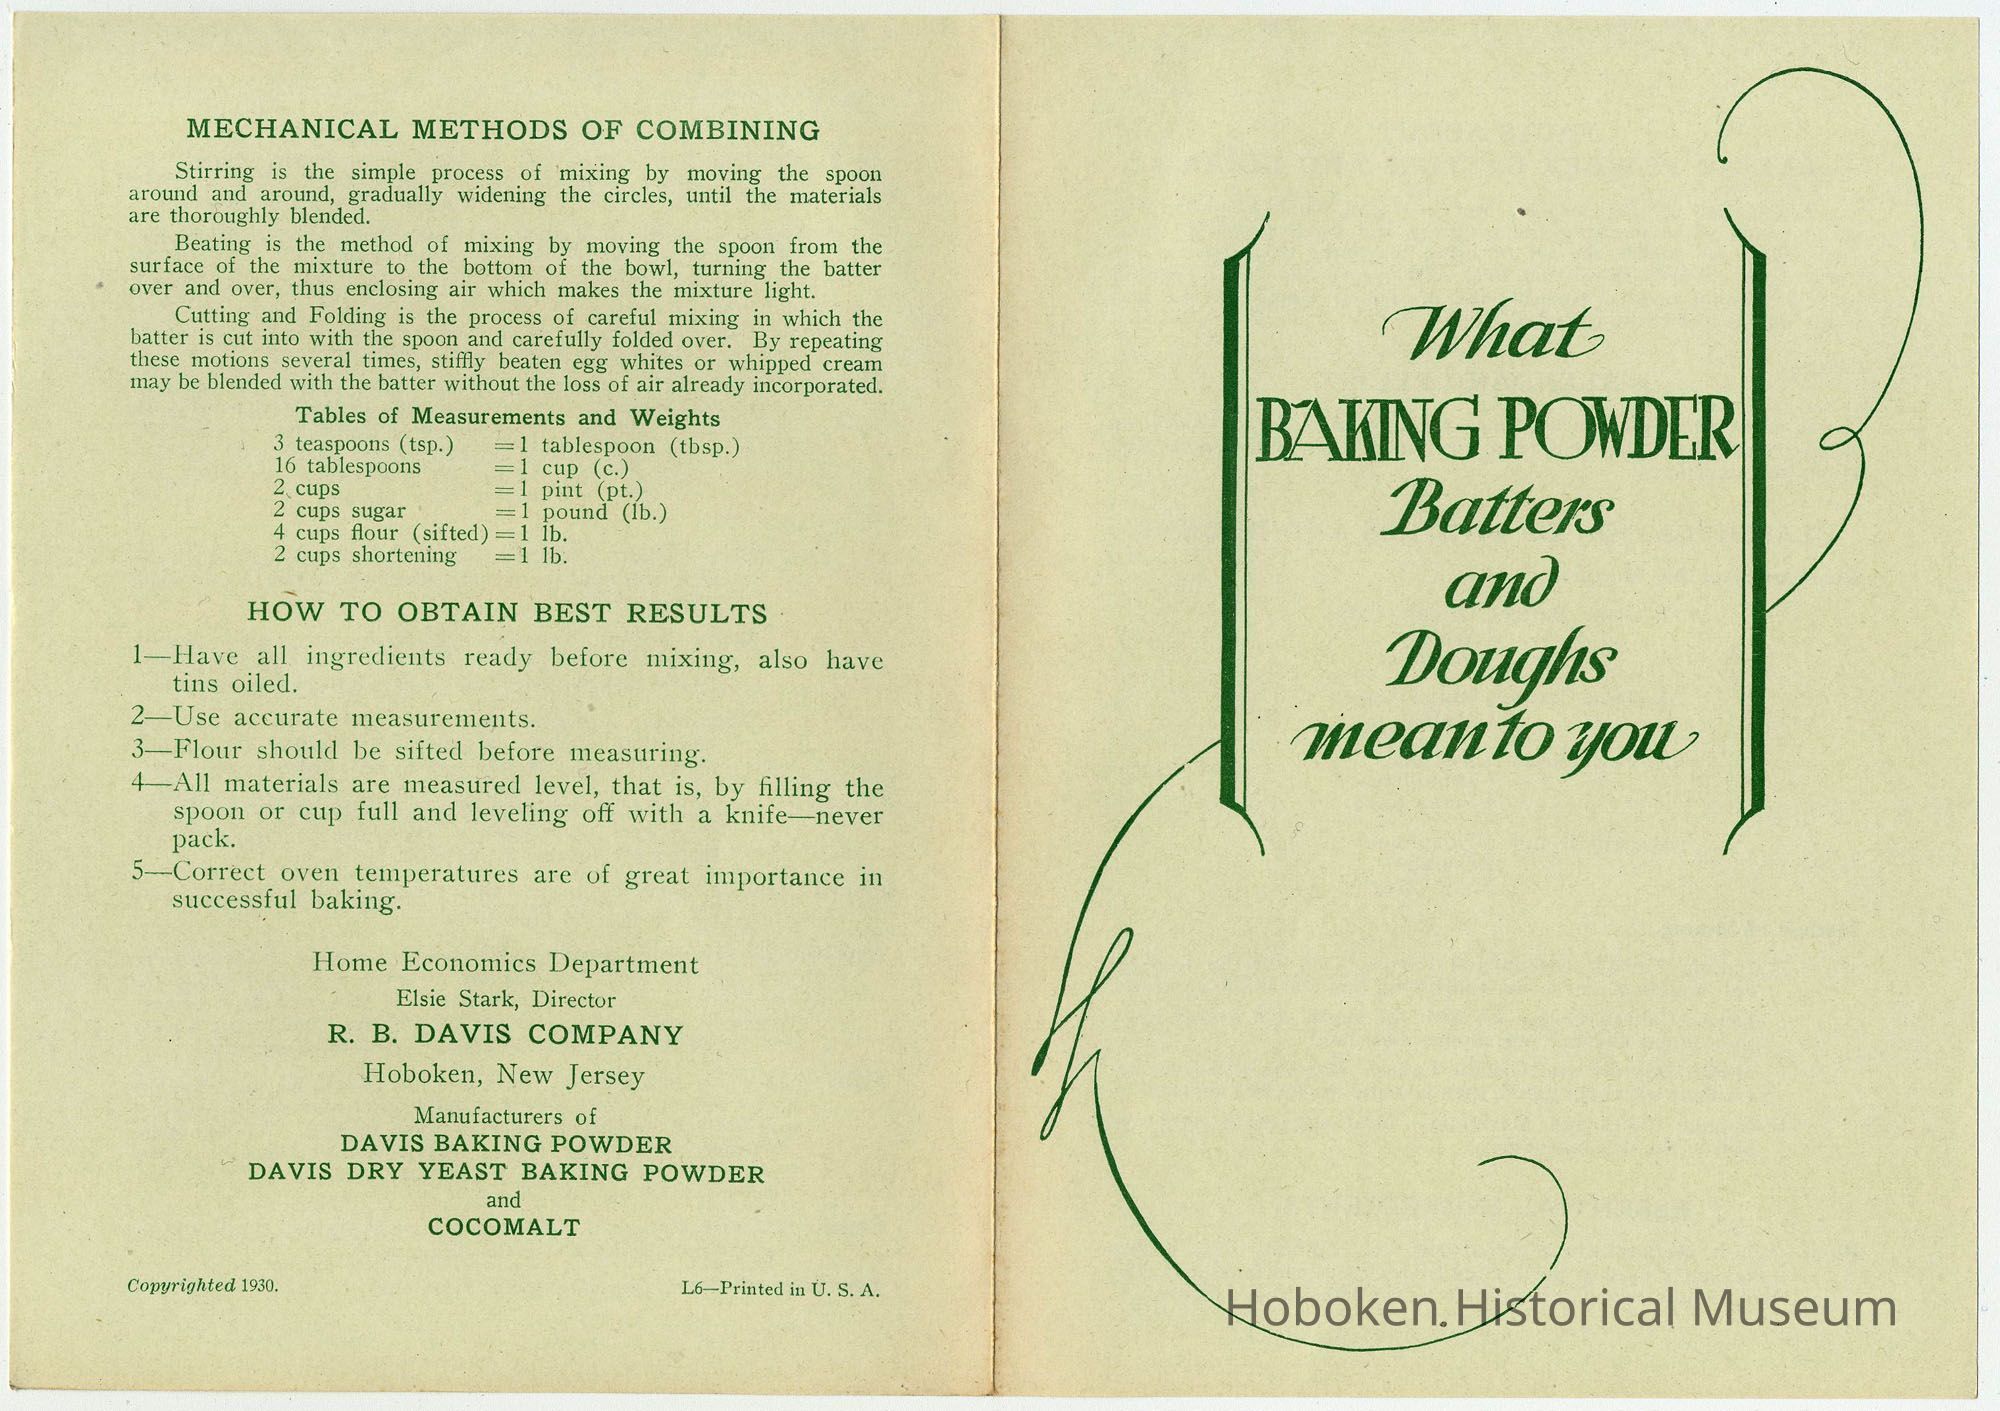 MECHANICAL METHODS OF COMBINING
Stirring is the simple process of mixing by moving the spoon
around and around, gradually widening the circles, until the materials
are thoroughly blended.
Beating is the method of mixing by moving the spoon from the
surface of the mixture to the bottom of the bowl, turning the batter
over and over, thus enclosing air which makes the mixture light.
Cutting and Folding is the process of careful mixing in which the
batter is cut into with the spoon and carefully folded over. By repeating
these motions several times, stiffly beaten egg whites or whipped cream
may be blended with the batter without the loss of air already incorporated.
Tables of Measurements and Weights
3 teaspoons (tsp.) =1 tablespoon (tbsp.)
16 tablespoons =1 cup (c.)
2 cups =1 pint (pt.)
2 cups sugar =1 pound (lb.)
4 cups flour (sifted) =1 lb.
2 cups shortening =1 lb.
HOW TO OBTAIN BEST RESULTS
1—Have all ingredients ready before mixing, also have
tins oiled.
2—Use accurate measurements.
3—Flour should be sifted before measuring.
4—All materials are measured level, that is, by filling the
spoon or cup full and leveling off with a knife—never
pack.
5—Correct oven temperatures are of great importance in
successful baking.
Home Economics Department
Elsie Stark, Director
R. B. DAVIS COMPANY
Hoboken, New Jersey
Manufacturers of
DAVIS BAKING POWDER
DAVIS DRY YEAST BAKING POWDER
and
COCOMALT
Copyrighted 1930. L6—Printed in U. S. A.
What
BAKING POWDER
Batters
and
Doughs
mean to you
Hoboken Historical Museum